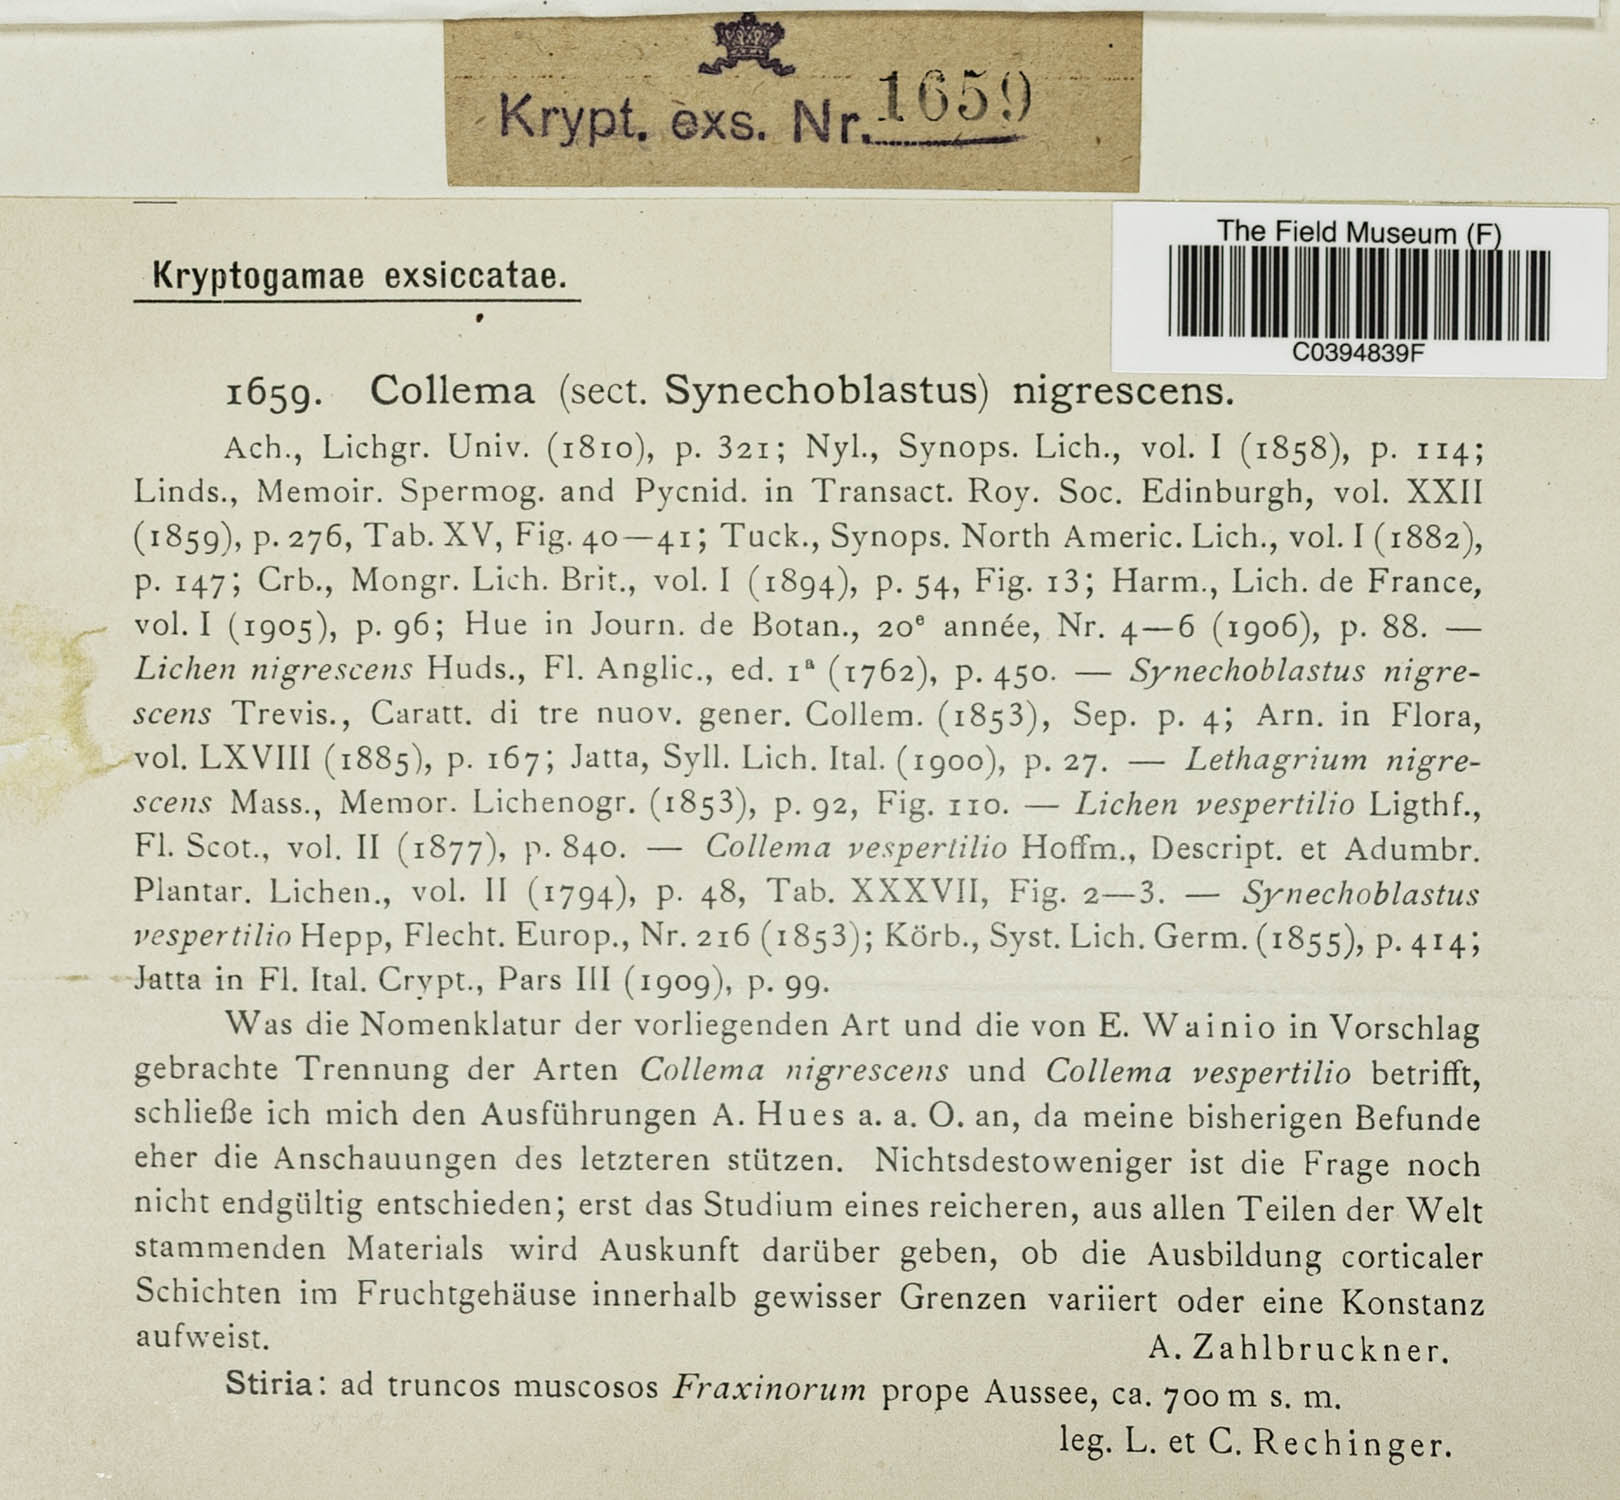 Krypt. exs. Nr. 1659
The Field Museum (F)
C0394839F
Kryptogamae exsiccatae.
1659. Collema (sect. Synechoblastus) nigrescens.
Ach., Lichgr. Univ. (1810), p. 321; Nyl., Synops. Lich., vol. I (1858), p. 114;
Linds., Memoir. Spermog. and Pycnid. in Transact. Roy. Soc. Edinburgh, vol. XXII
(1859), p. 276, Tab. XV, Fig. 40—41; Tuck., Synops. North Americ. Lich., vol. I (1882),
p. 147; Crb., Mongr. Lich. Brit., vol. I (1894), p. 54, Fig. 13; Harm., Lich. de France,
vol. I (1905), p. 96; Hue in Journ. de Botan., 20e année, Nr. 4—6 (1906), p. 88. —
Lichen nigrescens Huds., Fl. Anglic., ed. 1a (1762), p. 450. — Synechoblastus nigre-
scens Trevis., Caratt. di tre nuov. gener. Collem. (1853), Sep. p. 4; Arn. in Flora,
vol. LXVIII (1885), p. 167; Jatta, Syll. Lich. Ital. (1900), p. 27. — Lethagrium nigre-
scens Mass., Memor. Lichenogr. (1853), p. 92, Fig. 110. — Lichen vespertilio Ligthf.,
Fl. Scot., vol. II (1877), p. 840. — Collema vespertilio Hoffm., Descript. et Adumbr.
Plantar. Lichen., vol. II (1794), p. 48, Tab. XXXVII, Fig. 2—3. — Synechoblastus
vespertilio Hepp, Flecht. Europ., Nr. 216 (1853); Körb., Syst. Lich. Germ. (1855), p. 414;
Jatta in Fl. Ital. Crypt., Pars III (1909), p. 99.
Was die Nomenklatur der vorliegenden Art und die von E. Wainio in Vorschlag
gebrachte Trennung der Arten Collema nigrescens und Collema vespertilio betrifft,
schließe ich mich den Ausführungen A. Hues a. a. O. an, da meine bisherigen Befunde
eher die Anschauungen des letzteren stützen. Nichtsdestoweniger ist die Frage noch
nicht endgültig entschieden; erst das Studium eines reicheren, aus allen Teilen der Welt
stammenden Materials wird Auskunft darüber geben, ob die Ausbildung corticaler
Schichten im Fruchtgehäuse innerhalb gewisser Grenzen variiert oder eine Konstanz
aufweist. A. Zahlbruckner.
Stiria: ad truncos muscosos Fraxinorum prope Aussee, ca. 700 m s. m.
leg. L. et C. Rechinger.